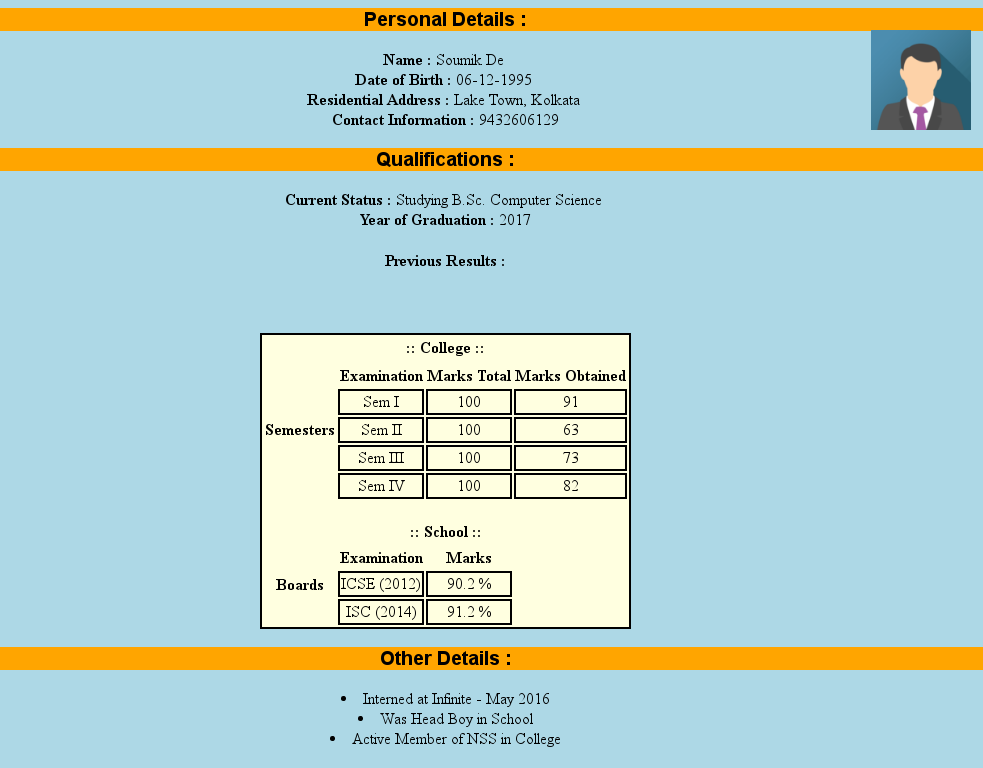 Personal Details :
Name : Soumik De
Date of Birth : 06-12-1995
Residential Address : Lake Town, Kolkata
Contact Information : 9432606129
Qualifications :
Current Status : Studying B.Sc. Computer Science
Year of Graduation : 2017
Previous Results :
:: College ::
Examination Marks Total Marks Obtained
Sem I 100 91
Semesters Sem II 100 63
Sem III 100 73
Sem IV 100 82
:: School ::
Examination Marks
Boards ICSE (2012) 90.2 %
ISC (2014) 91.2 %
Other Details :
• Interned at Infinite - May 2016
• Was Head Boy in School
• Active Member of NSS in College